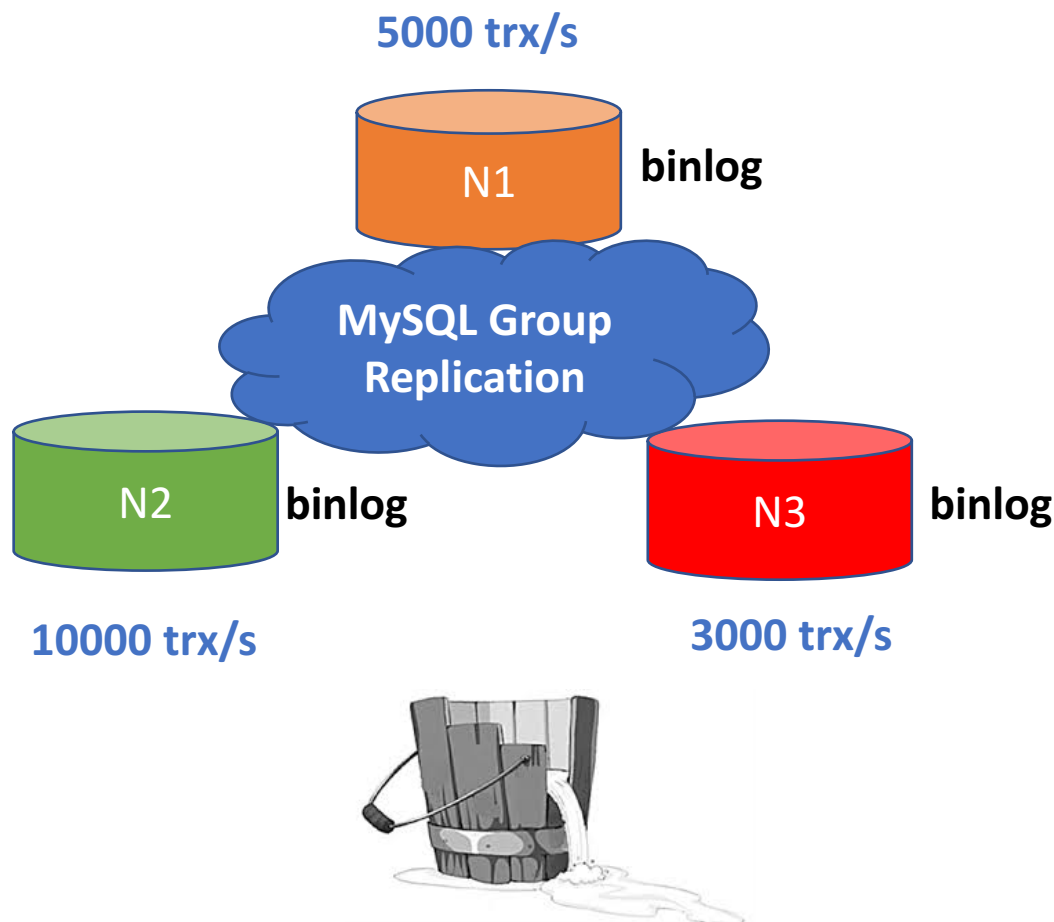 5000 trx/s
N1
binlog
MySQL Group
Replication
N2
binlog
N3
binlog
10000 trx/s
3000 trx/s